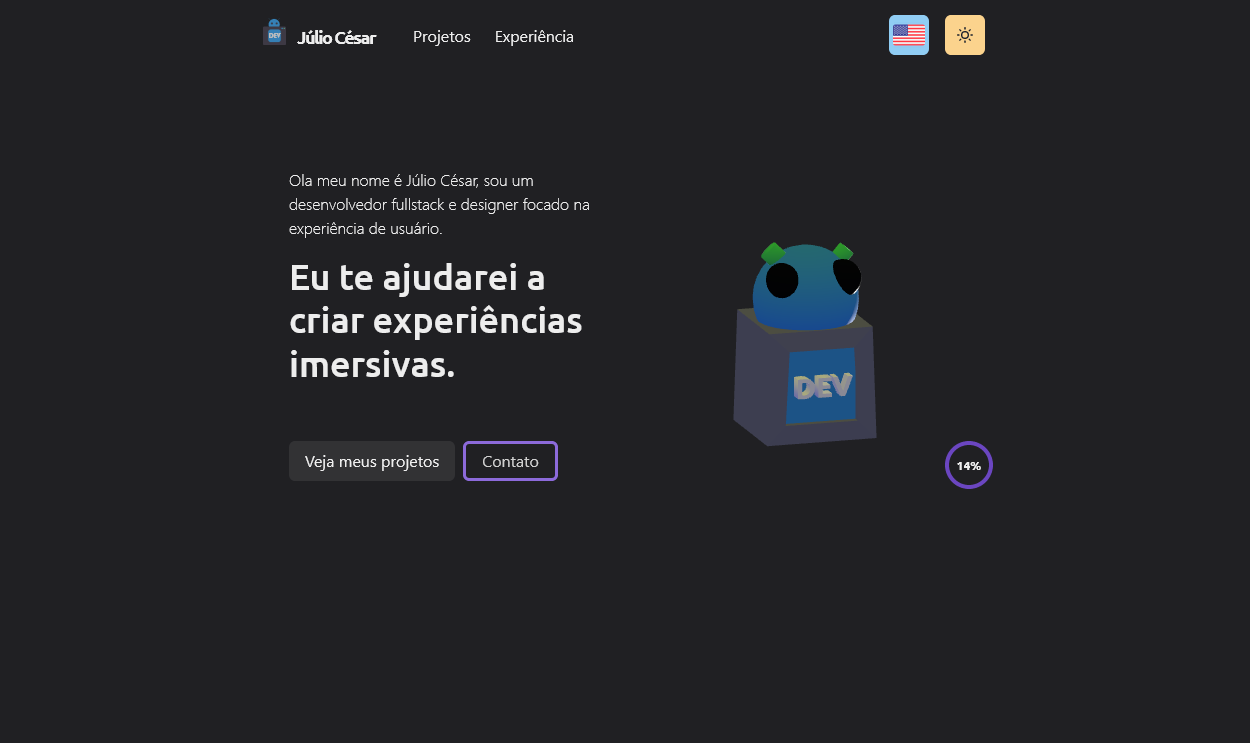 DEV
Júlio César
Projetos
Experiência
Ola meu nome é Júlio César, sou um
desenvolvedor fullstack e designer focado na
experiência de usuário.
Eu te ajudarei a
criar experiências
imersivas.
DEV
Veja meus projetos
Contato
14%